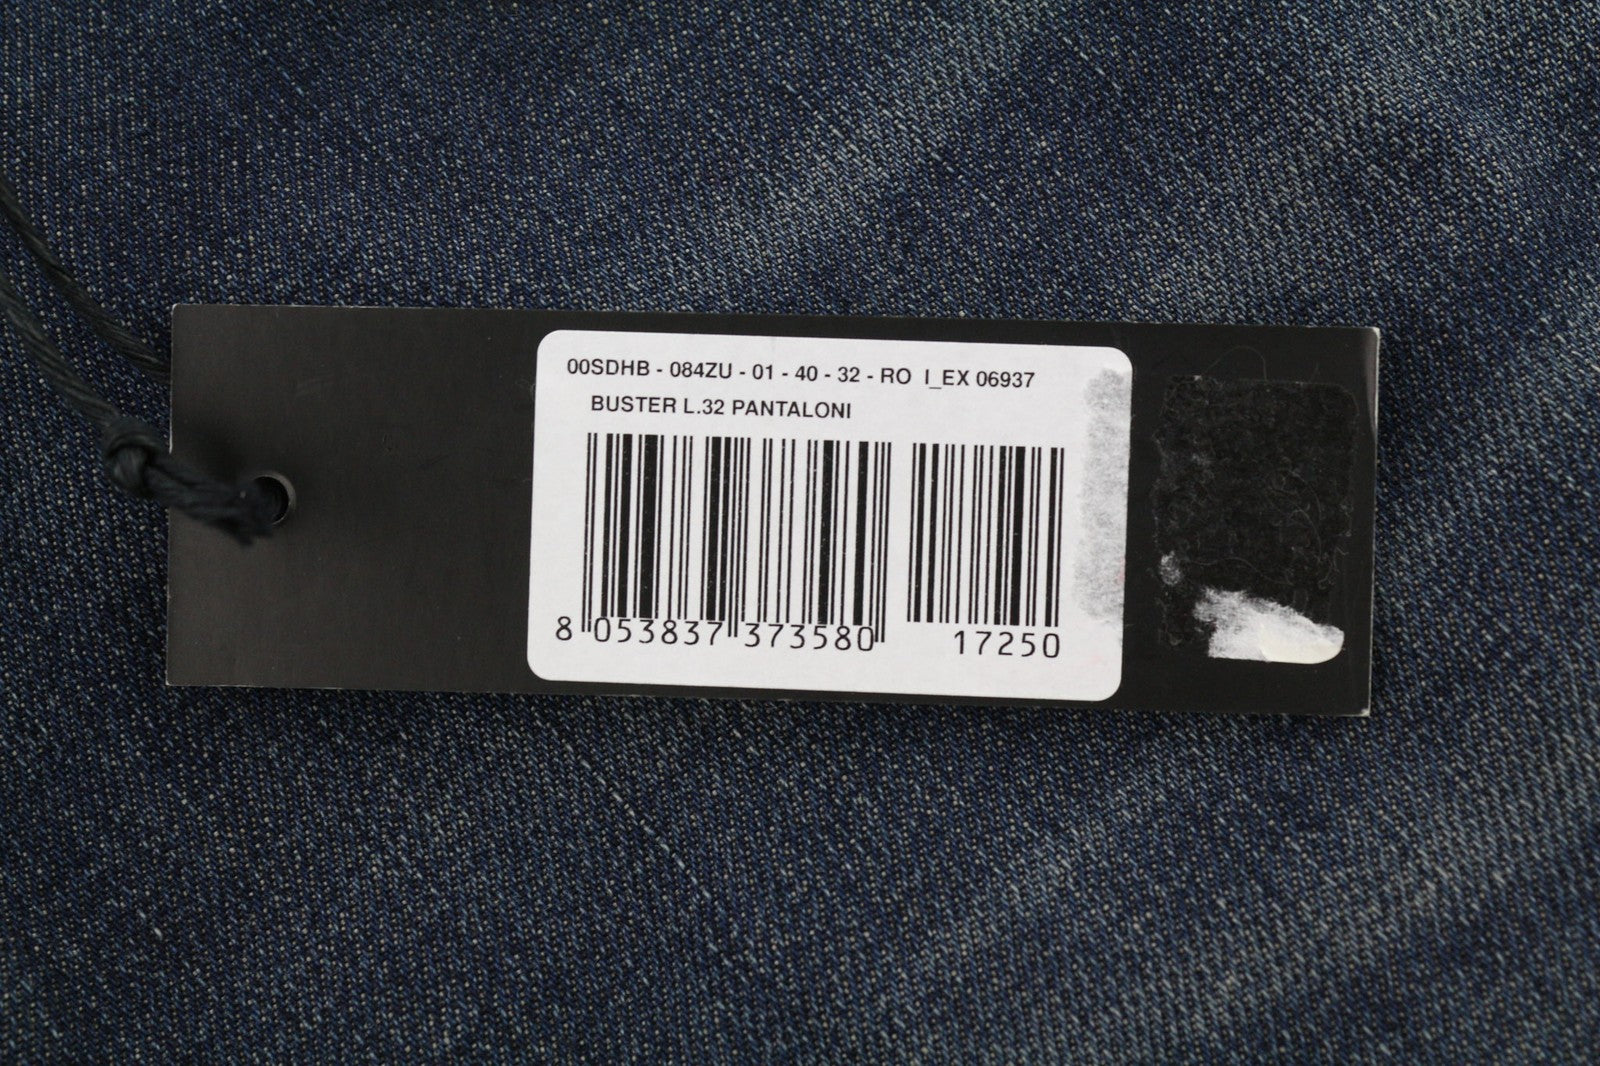 00SDHB - 084ZU - 01 - 40 - 32 - RO I_EX 06937
BUSTER L.32 PANTALONI
8 053837 373580 17250